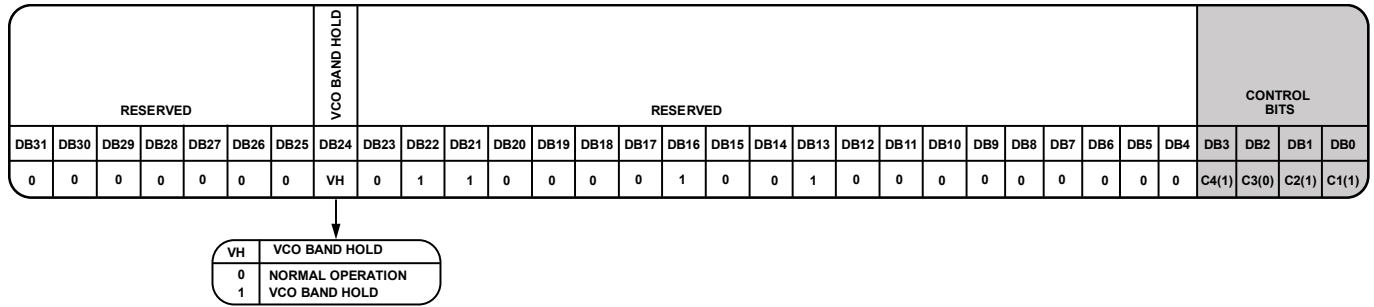 VCO BAND HOLD
RESERVED RESERVED CONTROL
BITS
DB31 DB30 DB29 DB28 DB27 DB26 DB25 DB24 DB23 DB22 DB21 DB20 DB19 DB18 DB17 DB16 DB15 DB14 DB13 DB12 DB11 DB10 DB9 DB8 DB7 DB6 DB5 DB4 DB3 DB2 DB1 DB0
0 0 0 0 0 0 0 VH 0 1 1 0 0 0 0 1 0 0 1 0 0 0 0 0 0 0 0 0 C4(1) C3(0) C2(1) C1(1)
VH VCO BAND HOLD
0 NORMAL OPERATION
1 VCO BAND HOLD